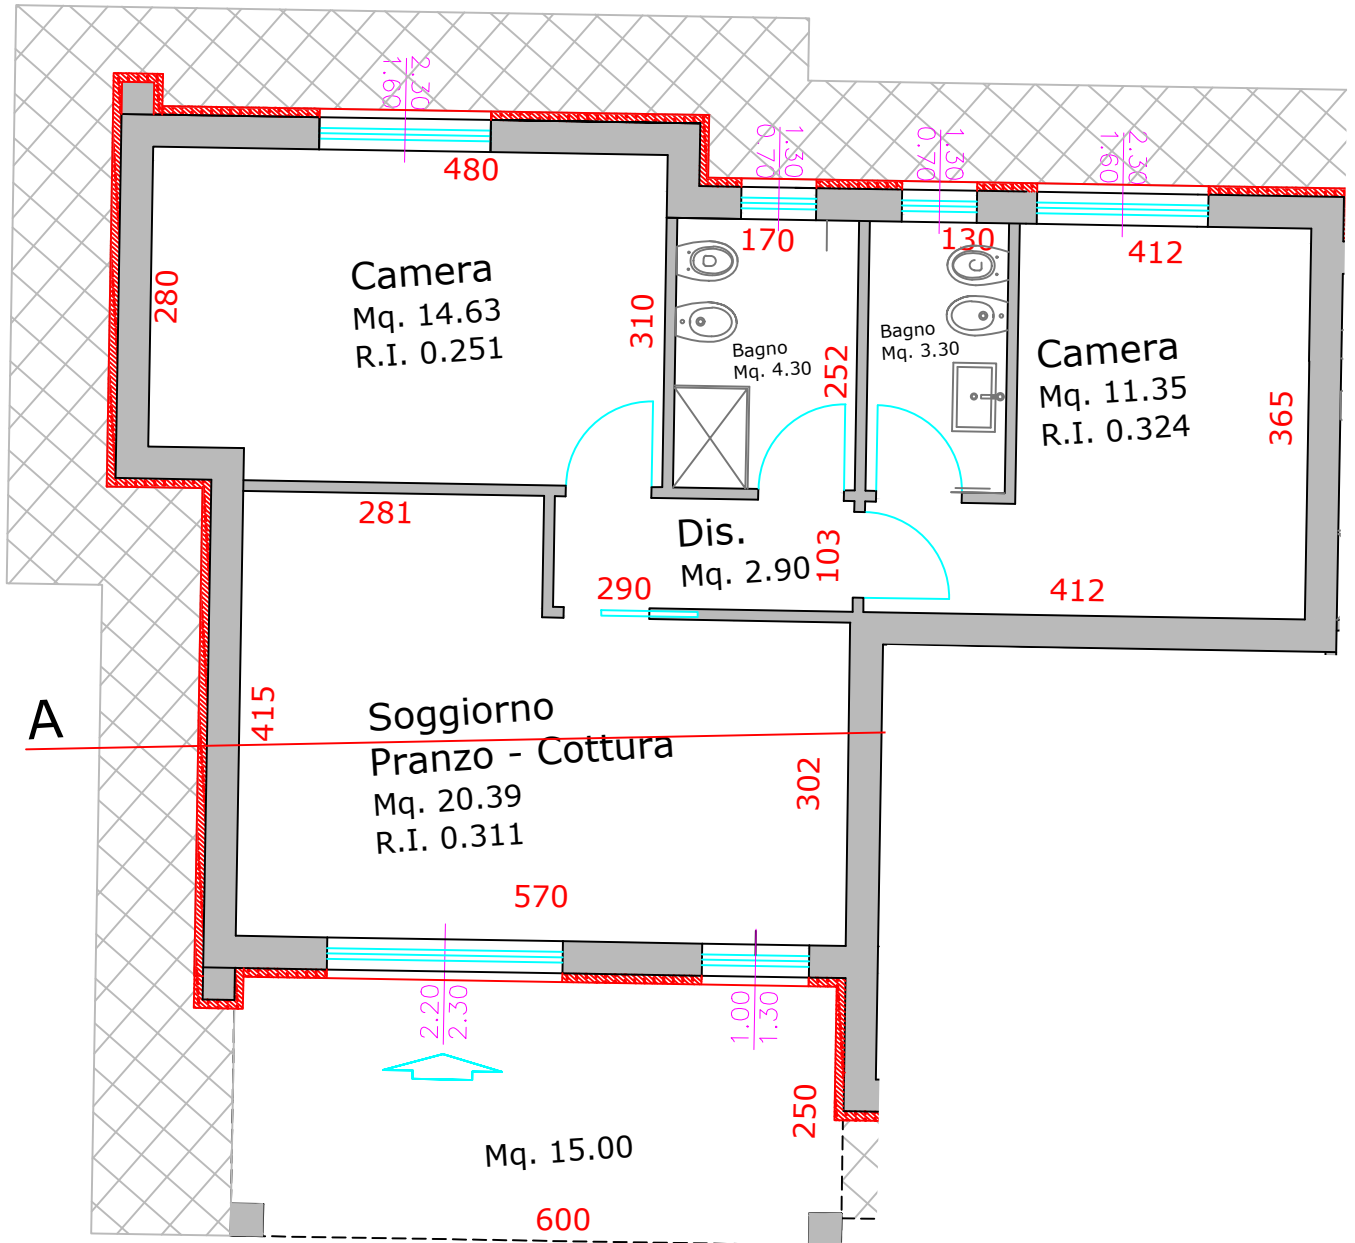 2.30
1.60
480
1.30
0.70
1.30
0.70
2.30
1.60
170
130
412
Camera
Mq. 14.63
R.I. 0.251
280
310
Bagno
Mq. 4.30
252
Bagno
Mq. 3.30
Camera
Mq. 11.35
R.I. 0.324
365
281
Dis.
Mq. 2.90
103
290
412
A
415
Soggiorno
Pranzo - Cottura
Mq. 20.39
R.I. 0.311
302
570
2.20
2.30
1.00
1.30
250
Mq. 15.00
600